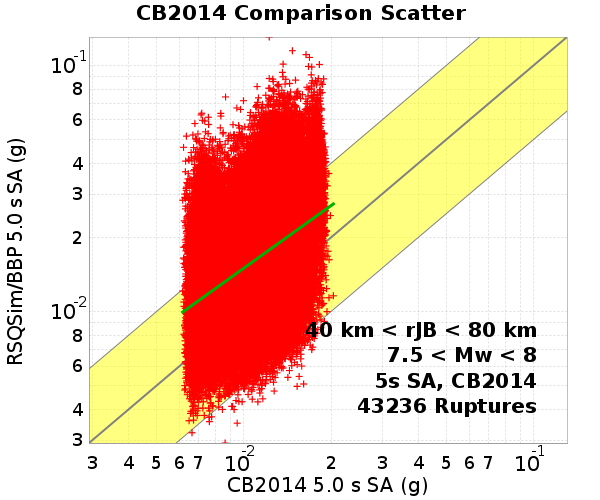 CB2014 Comparison Scatter
RSQSim/BBP 5.0 s SA (g)
10-1
8
6
4
3
2
10-2
8
6
4
3
40 km < rJB < 80 km
7.5 < Mw < 8
5s SA, CB2014
43236 Ruptures
3 4 5 6 7 10-2 2 3 4 5 6 7 10-1
CB2014 5.0 s SA (g)